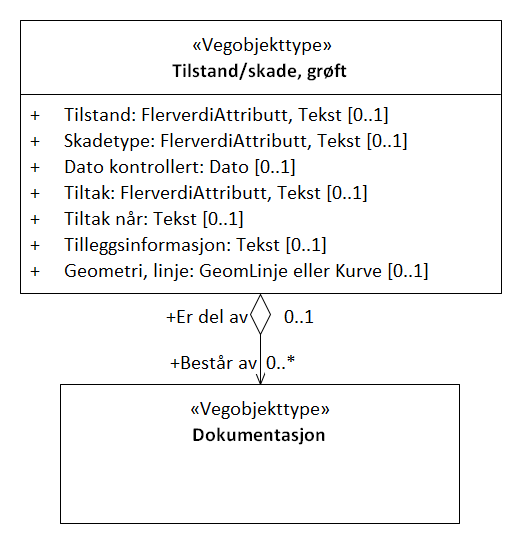 «Vegobjekttype»
Tilstand/skade, grøft
+ Tilstand: FlerverdiAttributt, Tekst [0..1]
+ Skadetype: FlerverdiAttributt, Tekst [0..1]
+ Dato kontrollert: Dato [0..1]
+ Tiltak: FlerverdiAttributt, Tekst [0..1]
+ Tiltak når: Tekst [0..1]
+ Tilleggsinformasjon: Tekst [0..1]
+ Geometri, linje: GeomLinje eller Kurve [0..1]
+Er del av 0..1
+Består av 0..*
«Vegobjekttype»
Dokumentasjon